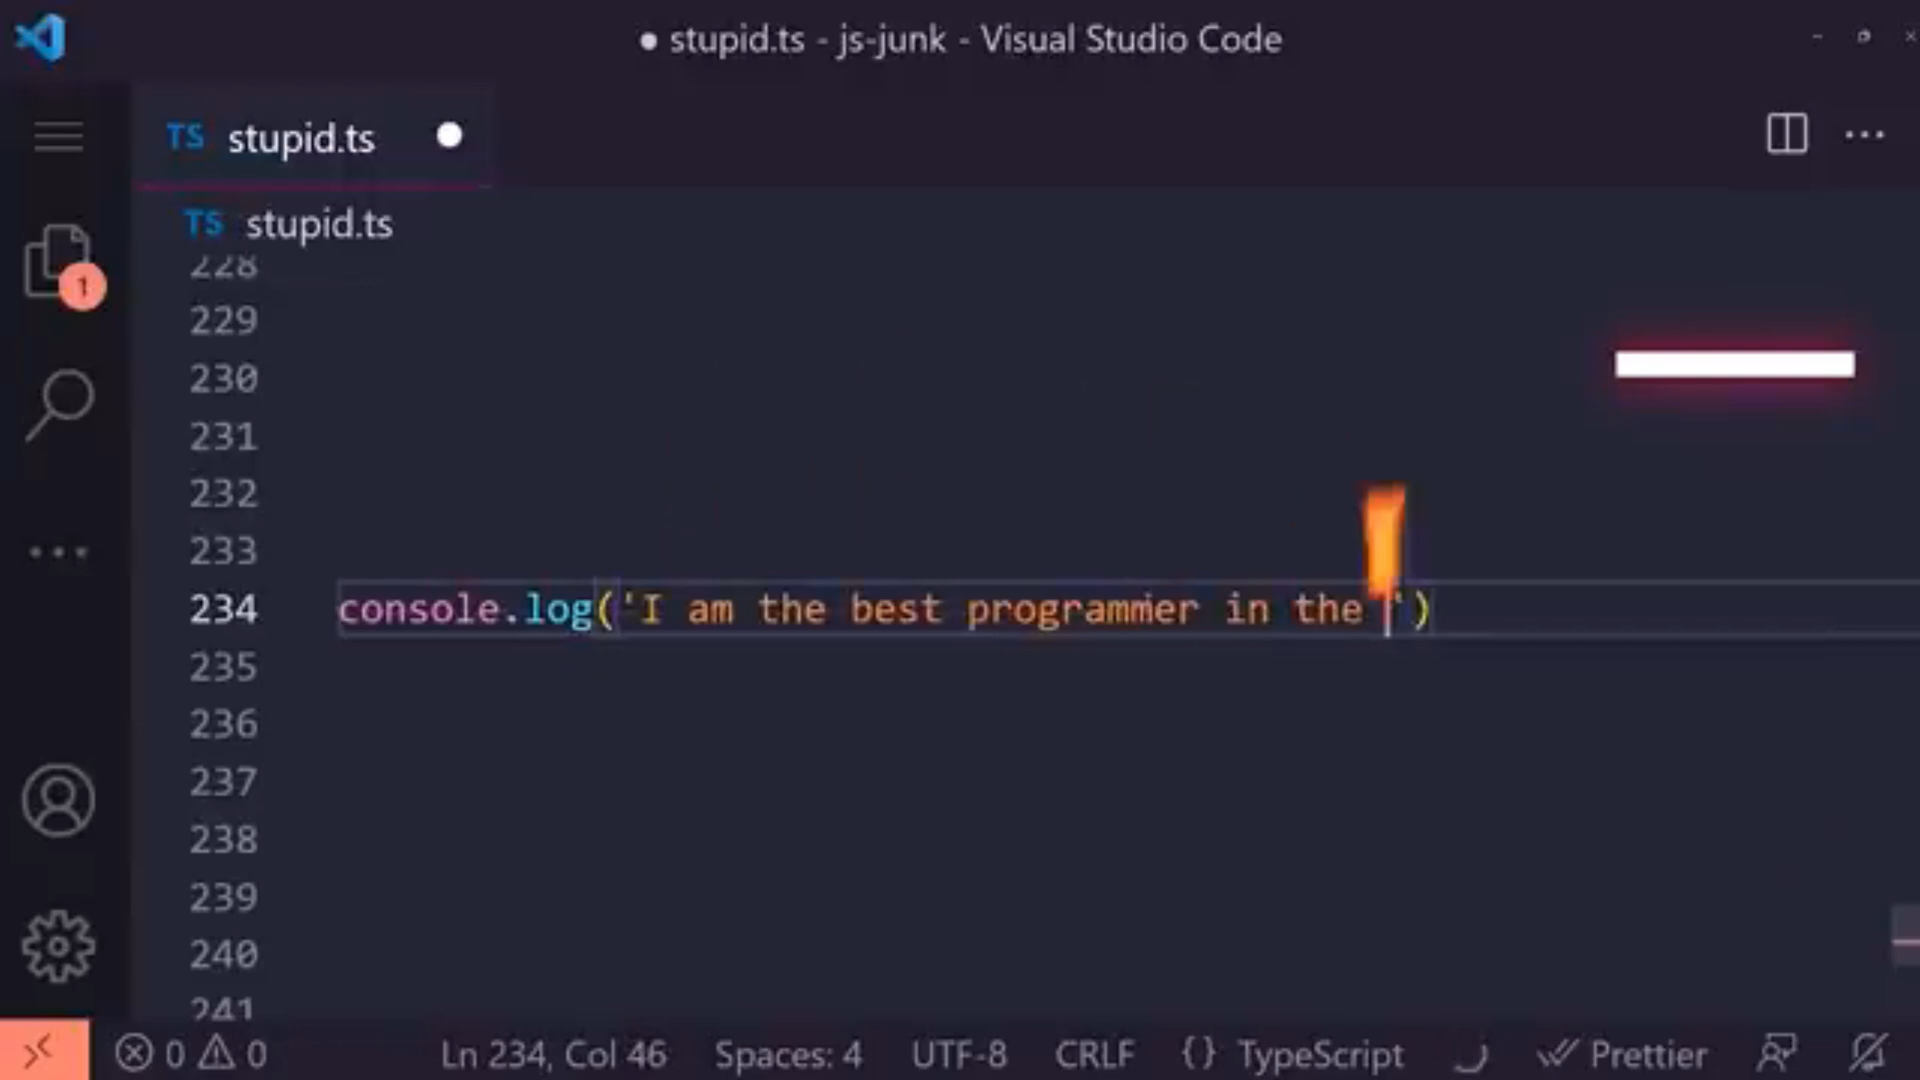 ● stupid.ts - js-junk - Visual Studio Code
TS stupid.ts
TS stupid.ts
228
229
230
231
232
233
234 console.log('I am the best programmer in the ')
235
236
237
238
239
240
241
1
0 0 Ln 234, Col 46 Spaces: 4 UTF-8 CRLF {} TypeScript Prettier